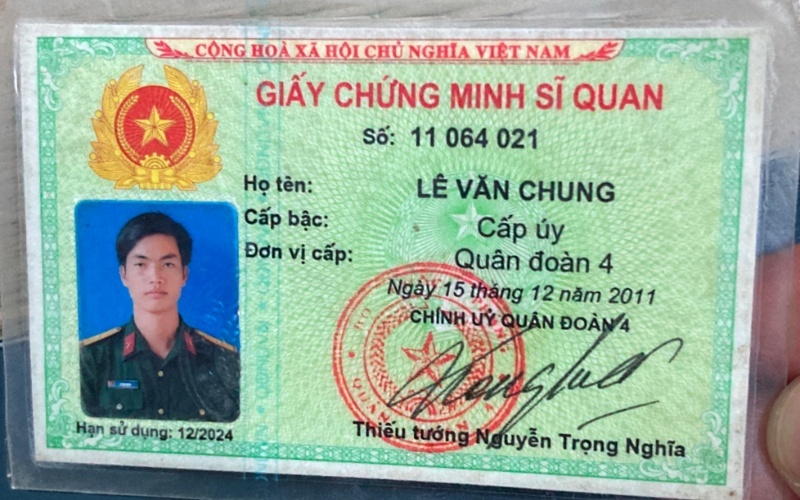 CỘNG HOÀ XÃ HỘI CHỦ NGHĨA VIỆT NAM
GIẤY CHỨNG MINH SĨ QUAN
Số: 11 064 021
Họ tên: LÊ VĂN CHUNG
Cấp bậc: Cấp úy
Đơn vị cấp: Quân đoàn 4
Ngày 15 tháng 12 năm 2011
CHÍNH UỶ QUÂN ĐOÀN 4
Hạn sử dụng: 12/2024
Thiếu tướng Nguyễn Trọng Nghĩa